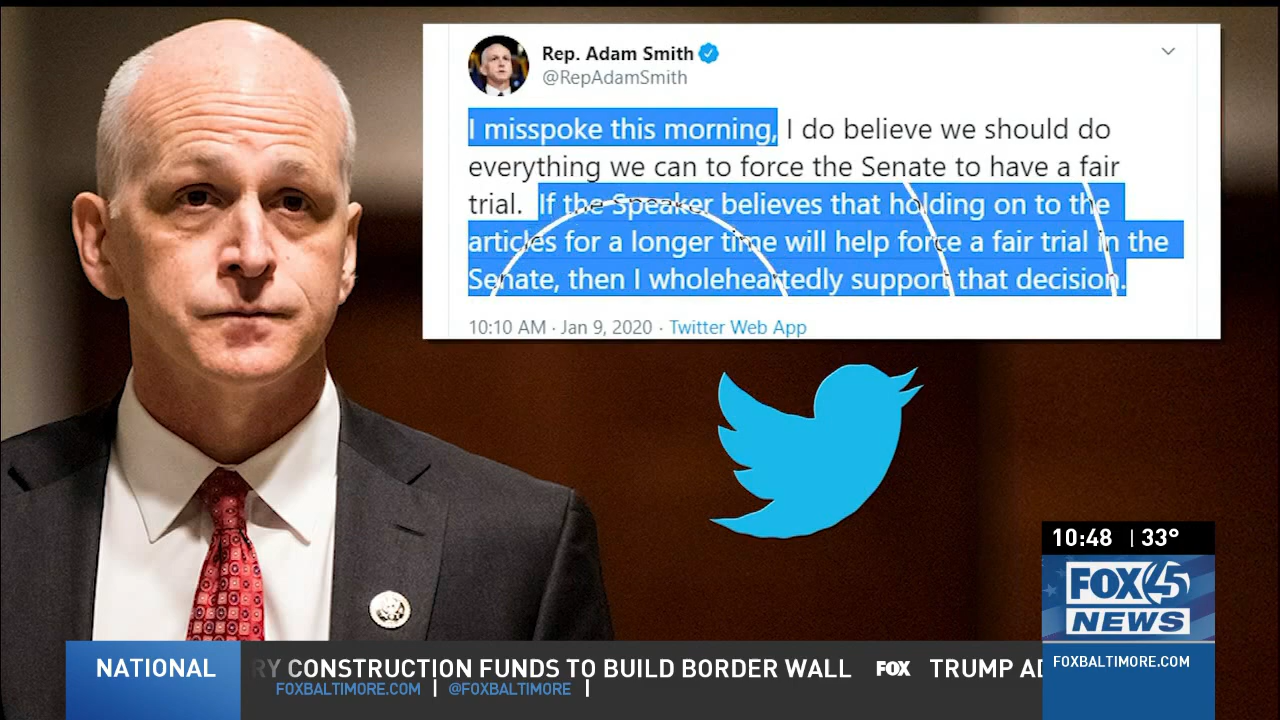 Rep. Adam Smith
@RepAdamSmith
I misspoke this morning, I do believe we should do
everything we can to force the Senate to have a fair
trial. If the Speaker believes that holding on to the
articles for a longer time will help force a fair trial in the
Senate, then I wholeheartedly support that decision.
10:10 AM · Jan 9, 2020 · Twitter Web App
10:48 | 33°
FOX 45
NEWS
FOXBALTIMORE.COM
NATIONAL
RY CONSTRUCTION FUNDS TO BUILD BORDER WALL FOX TRUMP AD
FOXBALTIMORE.COM | @FOXBALTIMORE |